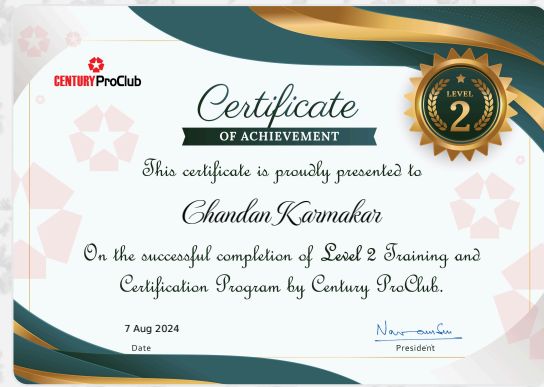 CENTURY ProClub
Certificate
OF ACHIEVEMENT
LEVEL
2
This certificate is proudly presented to
Chandan Karmakar
On the successful completion of Level 2 Training and
Certification Program by Century ProClub.
7 Aug 2024
Date
President